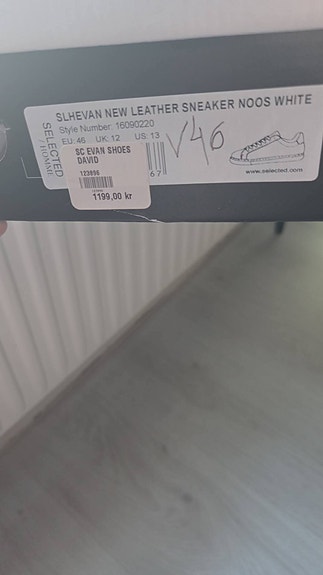 SLHEVAN NEW LEATHER SNEAKER NOOS WHITE
Style Number: 16090220
EU: 46 UK: 12 US: 13
SELECTED
/HOMME
V46
SC EVAN SHOES
DAVID
123898
1199,00 kr
67
www.selected.com